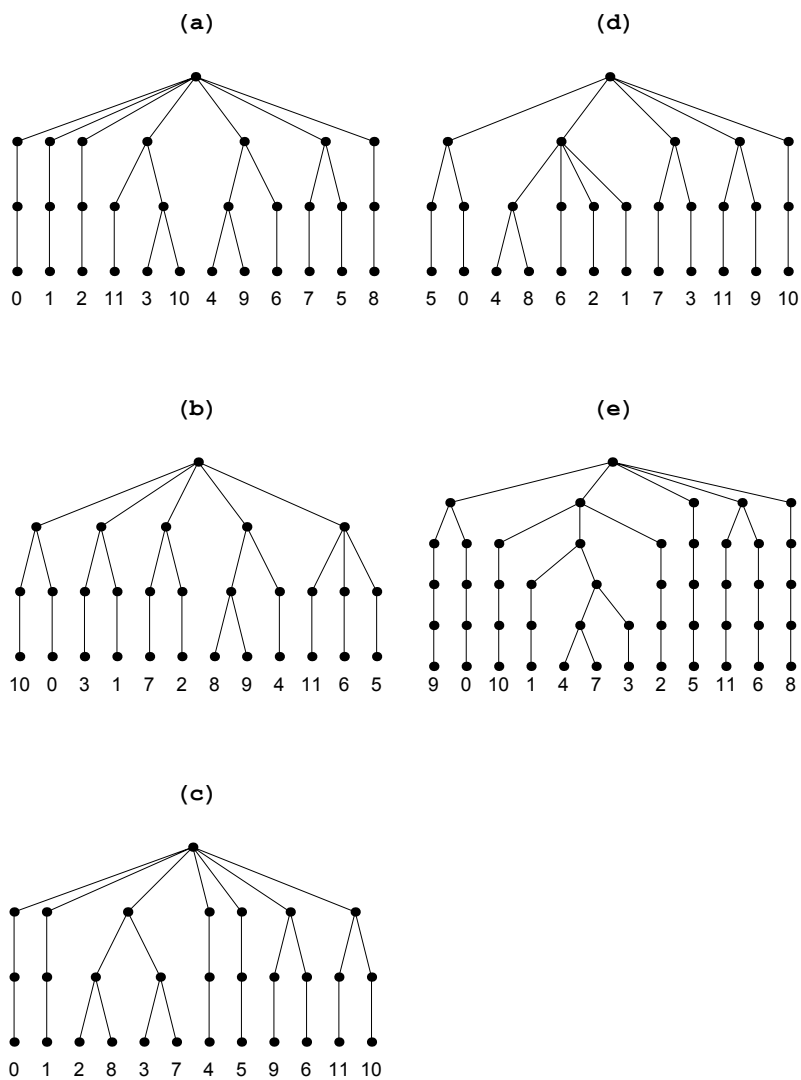 (a)
0 1 2 11 3 10 4 9 6 7 5 8
(d)
5 0 4 8 6 2 1 7 3 11 9 10
(b)
10 0 3 1 7 2 8 9 4 11 6 5
(e)
9 0 10 1 4 7 3 2 5 11 6 8
(c)
0 1 2 8 3 7 4 5 9 6 11 10